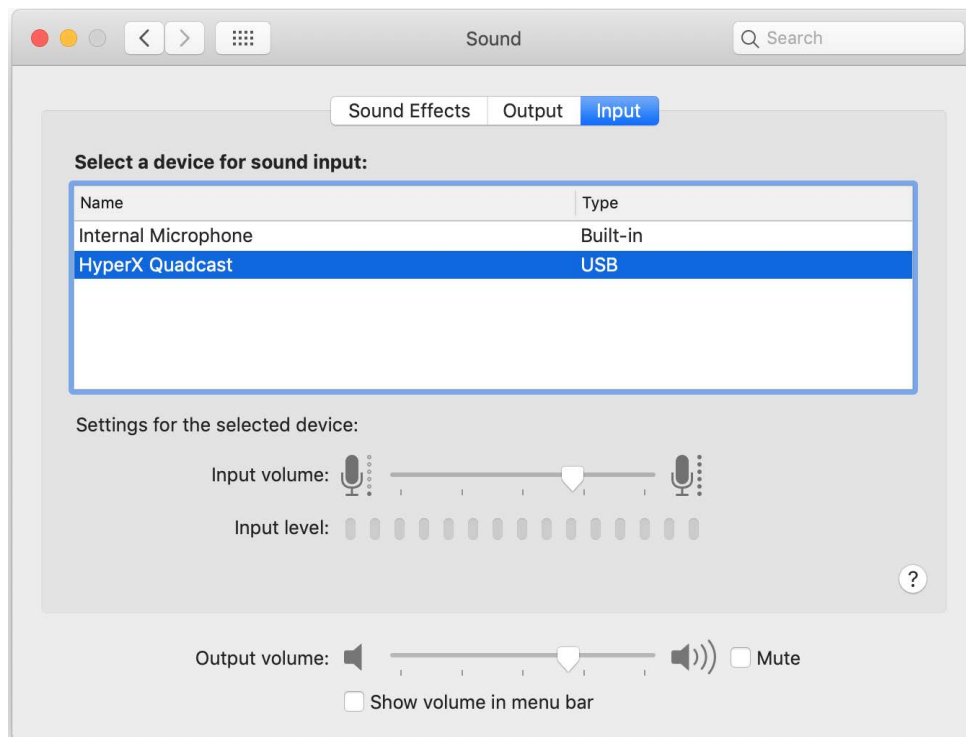 Sound
Search
Sound Effects Output Input
Select a device for sound input:
Name Type
Internal Microphone Built-in
HyperX Quadcast USB
Settings for the selected device:
Input volume:
Input level:
?
Output volume: Mute
Show volume in menu bar